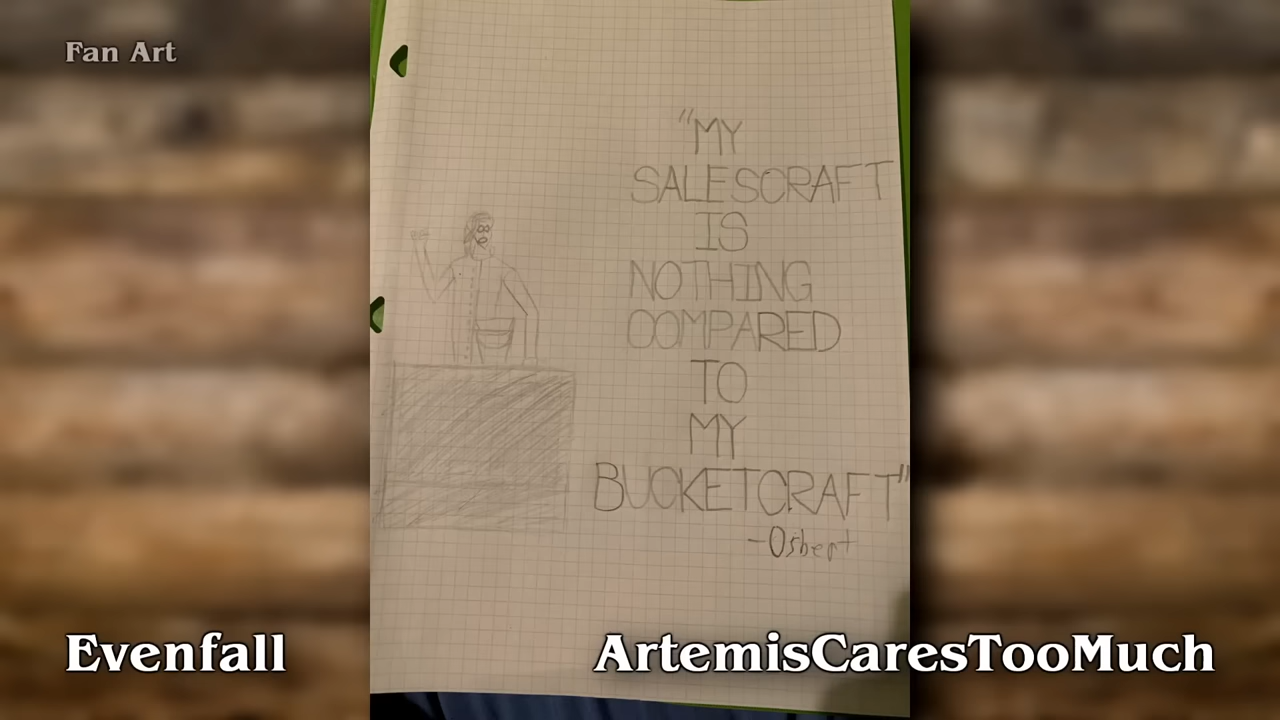 Fan Art
"MY
SALESCRAFT
IS
NOTHING
COMPARED
TO
MY
BUCKETCRAFT"
-Osbert
Evenfall
ArtemisCaresTooMuch